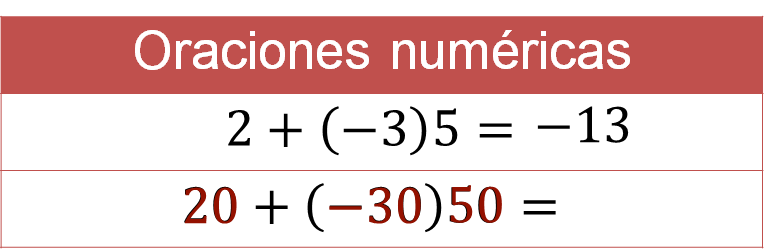 Oraciones numéricas
2 + (−3)5 = −13
20 + (−30)50 =